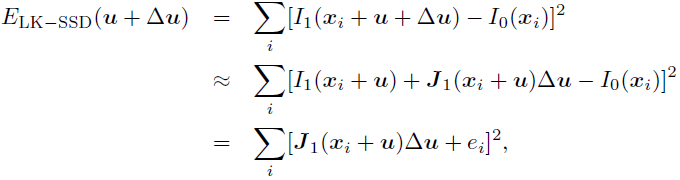 E_{LK−SSD}(u + Δu) = ∑_i [I_1(x_i + u + Δu) − I_0(x_i)]^2
≈ ∑_i [I_1(x_i + u) + J_1(x_i + u)Δu − I_0(x_i)]^2
= ∑_i [J_1(x_i + u)Δu + e_i]^2,